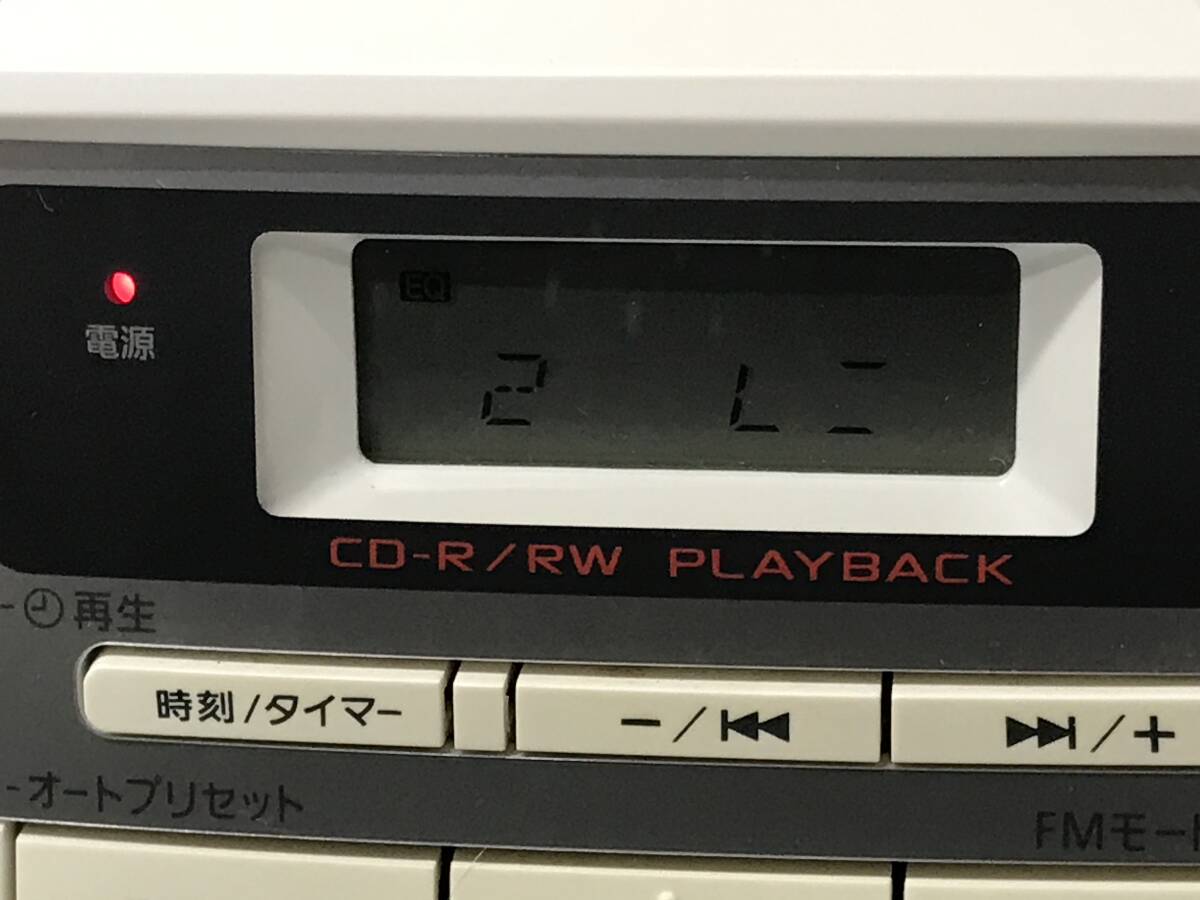 EQ
電源
2
CD-R/RW PLAYBACK
再生
時刻/タイマー
−/⏮
⏭/+
-オートプリセット
FMモー